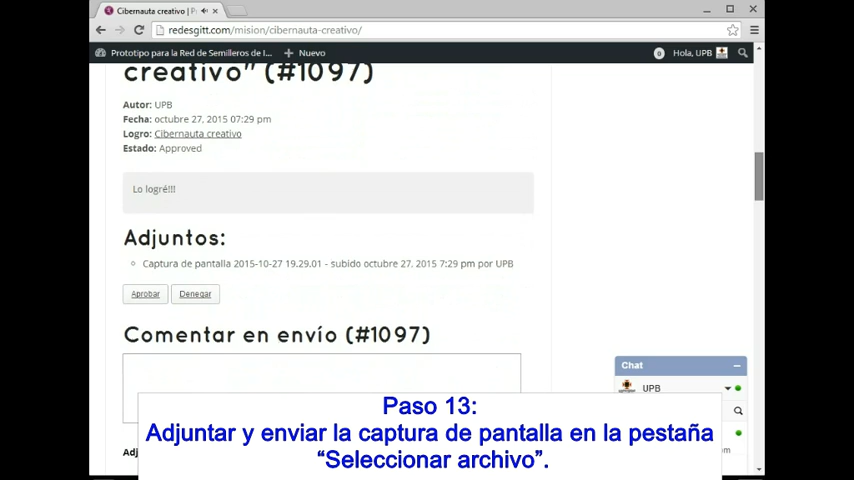 Cibernauta creativo | P
redesgitt.com/mision/cibernauta-creativo/
Prototipo para la Red de Semilleros de I... Nuevo 0 Hola, UPB
creativo" (#1097)
Autor: UPB
Fecha: octubre 27, 2015 07:29 pm
Logro: Cibernauta creativo
Estado: Approved
Lo logré!!!
Adjuntos:
Captura de pantalla 2015-10-27 19.29.01 - subido octubre 27, 2015 7:29 pm por UPB
Aprobar Denegar
Comentar en envío (#1097)
Chat
UPB
Paso 13:
Adjuntar y enviar la captura de pantalla en la pestaña
“Seleccionar archivo”.